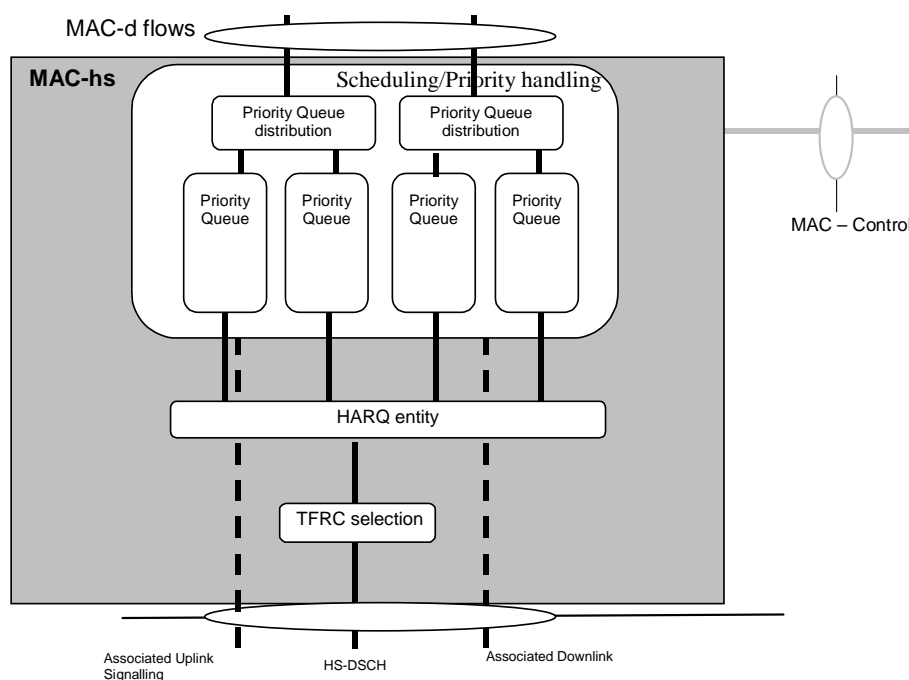 MAC-d flows
MAC-hs
Scheduling/Priority handling
Priority Queue
distribution
Priority Queue
distribution
Priority
Queue
Priority
Queue
Priority
Queue
Priority
Queue
MAC – Control
HARQ entity
TFRC selection
Associated Uplink
Signalling
HS-DSCH
Associated Downlink